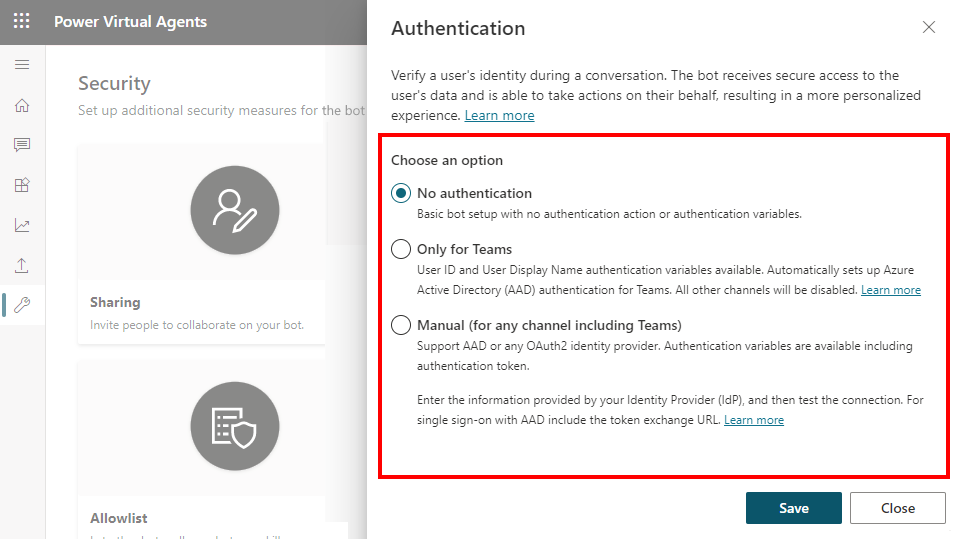 Power Virtual Agents
Security
Set up additional security measures for the bot
Sharing
Invite people to collaborate on your bot.
Allowlist
Authentication
Verify a user's identity during a conversation. The bot receives secure access to the
user's data and is able to take actions on their behalf, resulting in a more personalized
experience. Learn more
Choose an option
No authentication
Basic bot setup with no authentication action or authentication variables.
Only for Teams
User ID and User Display Name authentication variables available. Automatically sets up Azure
Active Directory (AAD) authentication for Teams. All other channels will be disabled. Learn more
Manual (for any channel including Teams)
Support AAD or any OAuth2 identity provider. Authentication variables are available including
authentication token.
Enter the information provided by your Identity Provider (IdP), and then test the connection. For
single sign-on with AAD include the token exchange URL. Learn more
Save Close